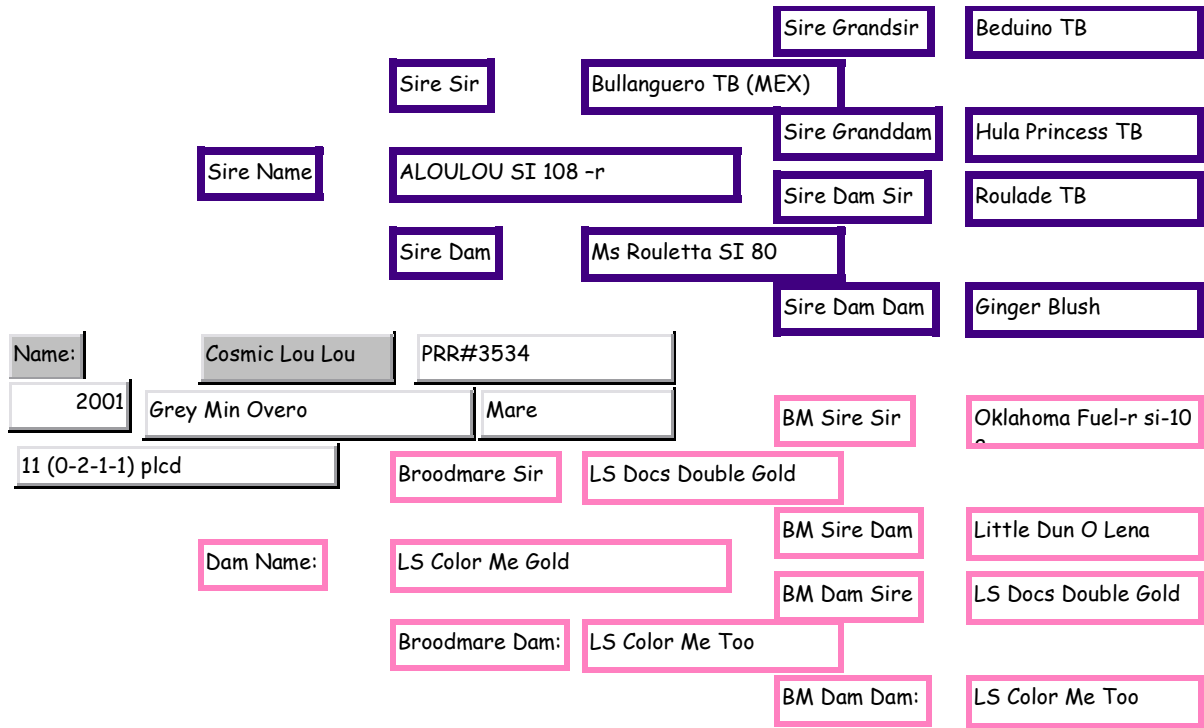 Sire Grandsir Beduino TB
Sire Sir Bullanguero TB (MEX)
Sire Granddam Hula Princess TB
Sire Name ALOULOU SI 108 –r
Sire Dam Sir Roulade TB
Sire Dam Ms Rouletta SI 80
Sire Dam Dam Ginger Blush
Name: Cosmic Lou Lou PRR#3534
2001 Grey Min Overo Mare
BM Sire Sir Oklahoma Fuel-r si-10
11 (0-2-1-1) plcd
Broodmare Sir LS Docs Double Gold
BM Sire Dam Little Dun O Lena
Dam Name: LS Color Me Gold
BM Dam Sire LS Docs Double Gold
Broodmare Dam: LS Color Me Too
BM Dam Dam: LS Color Me Too